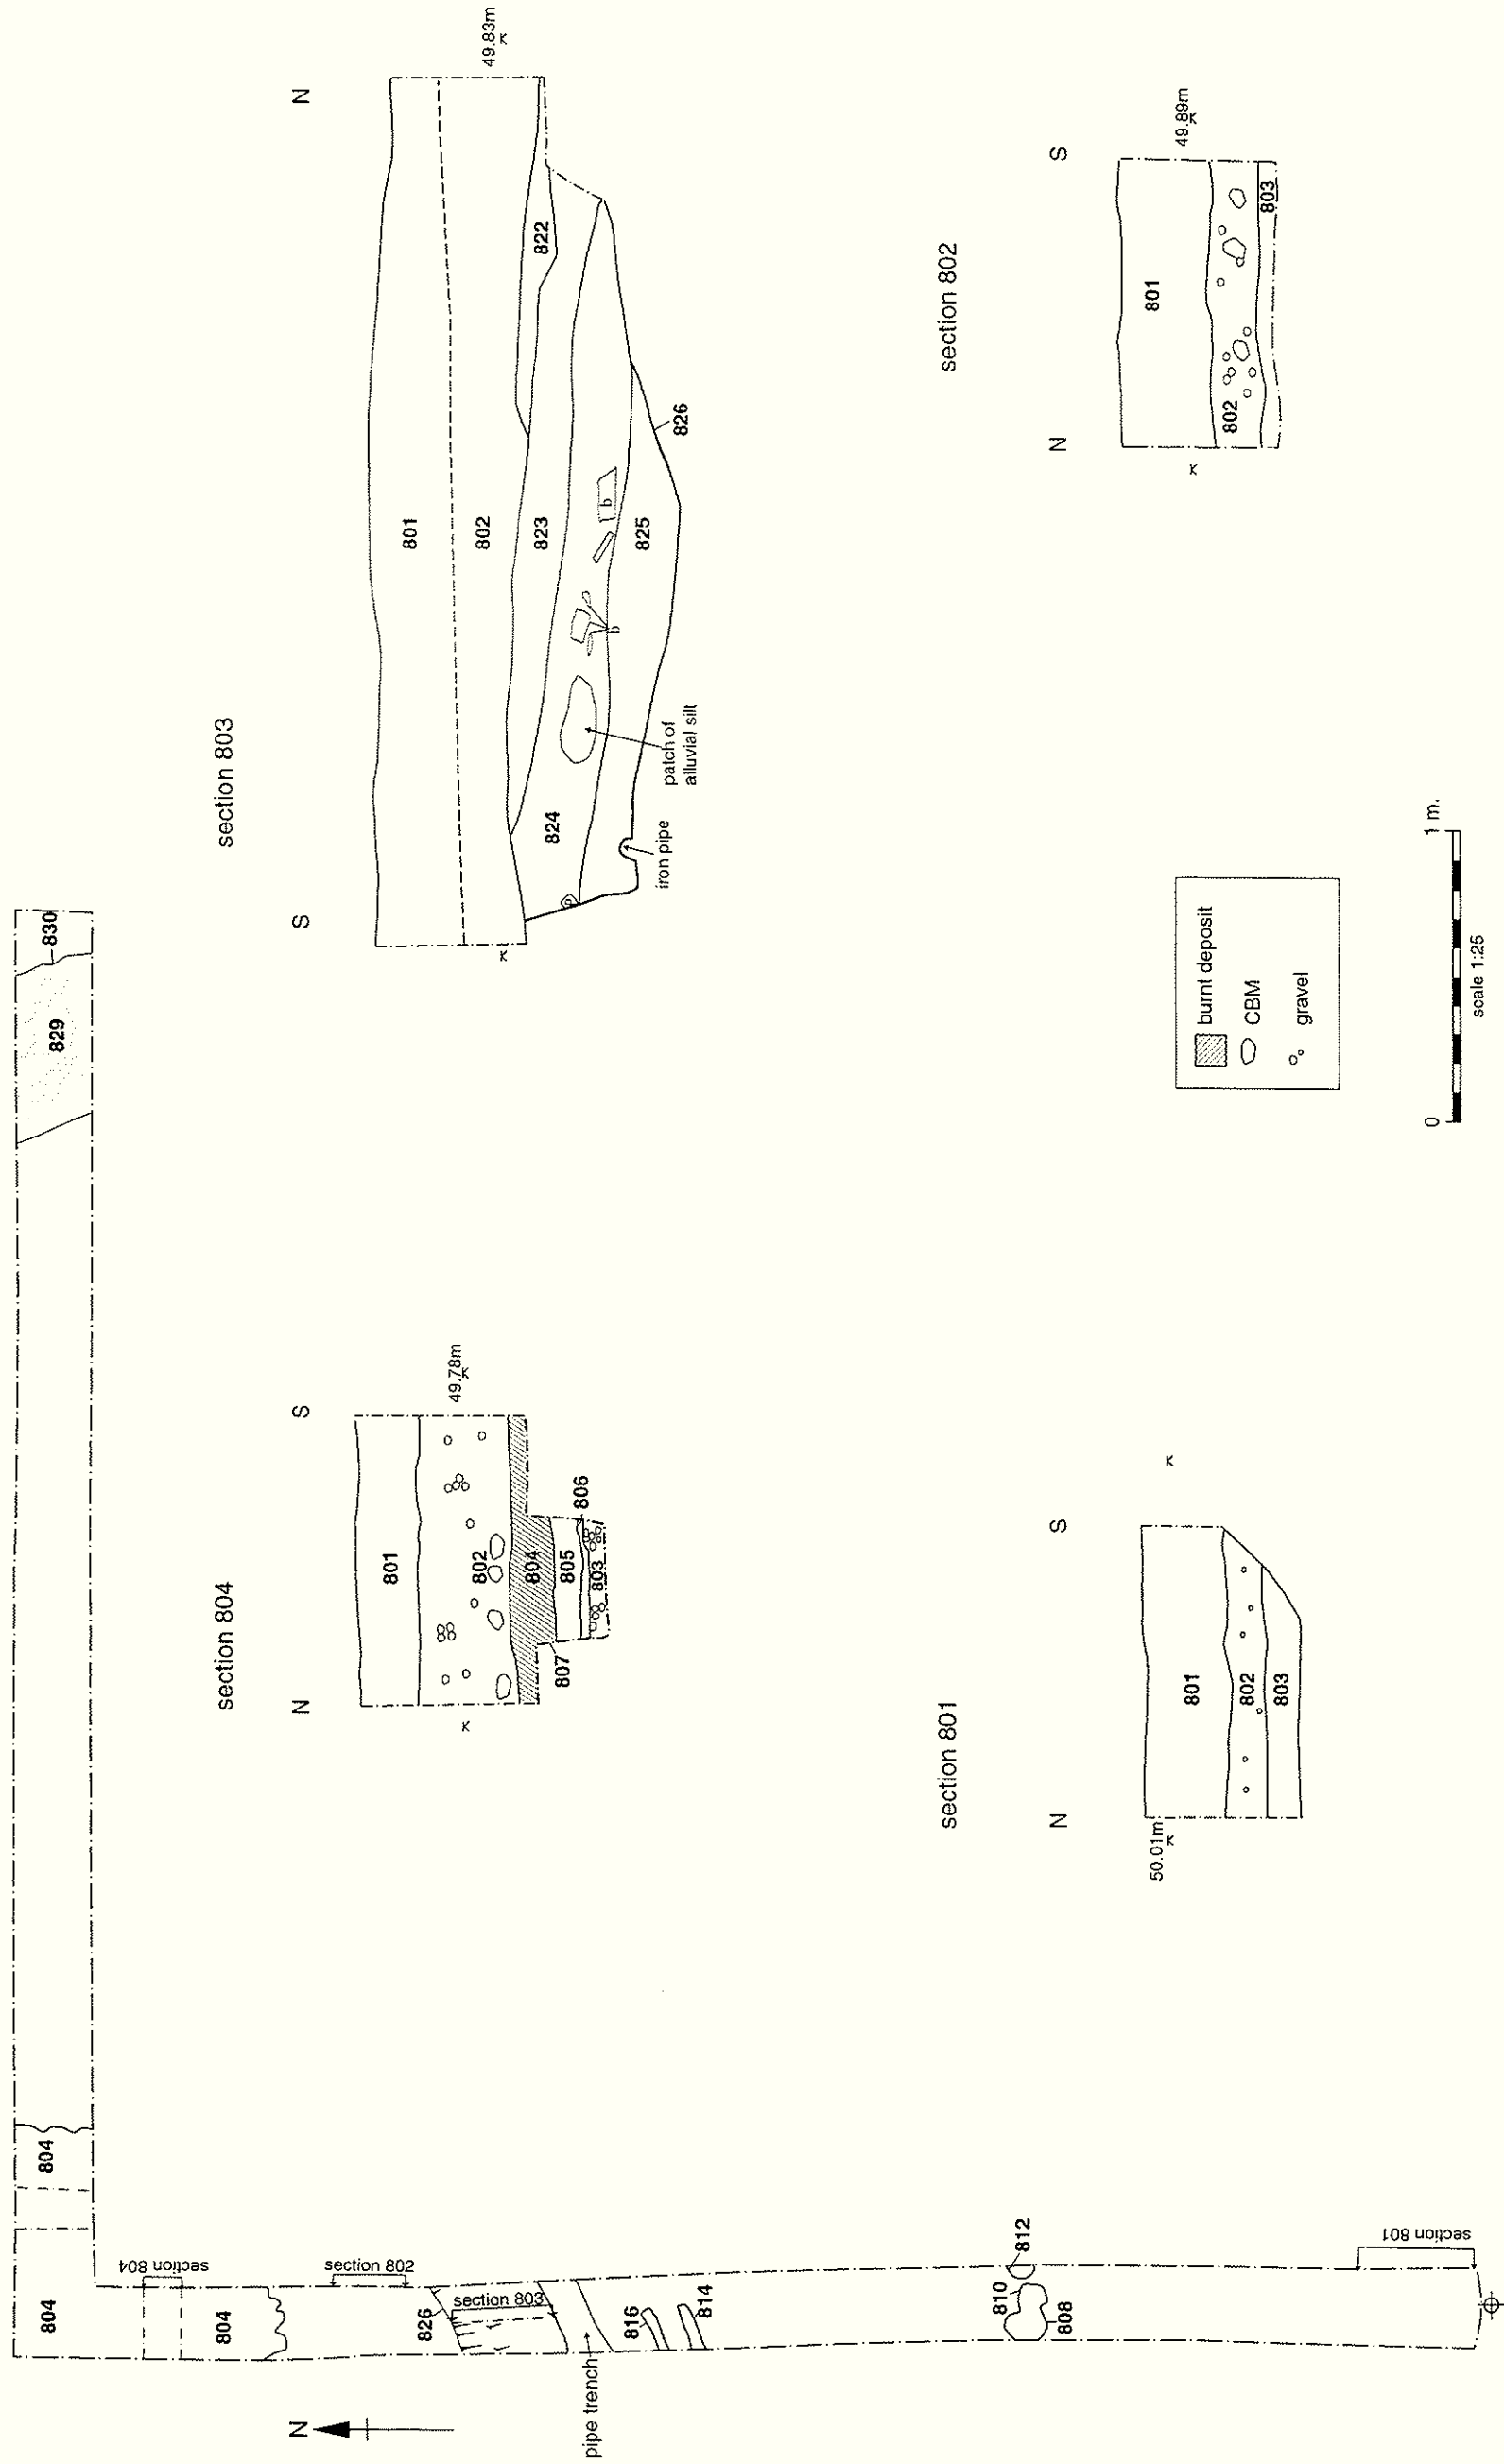 section 803
S
N
49.83m
801
802
822
823
824
825
826
b
b
patch of
alluvial silt
iron pipe
section 804
N
S
49.78m
801
802
804
805
806
803
807
section 802
N
S
49.89m
801
802
803
section 801
N
S
50.01m
801
802
803
burnt deposit
CBM
gravel
0
1 m.
scale 1:25
830
829
804
804
section 804
804
section 802
826
section 803
pipe trench
816
814
812
810
808
section 801
N